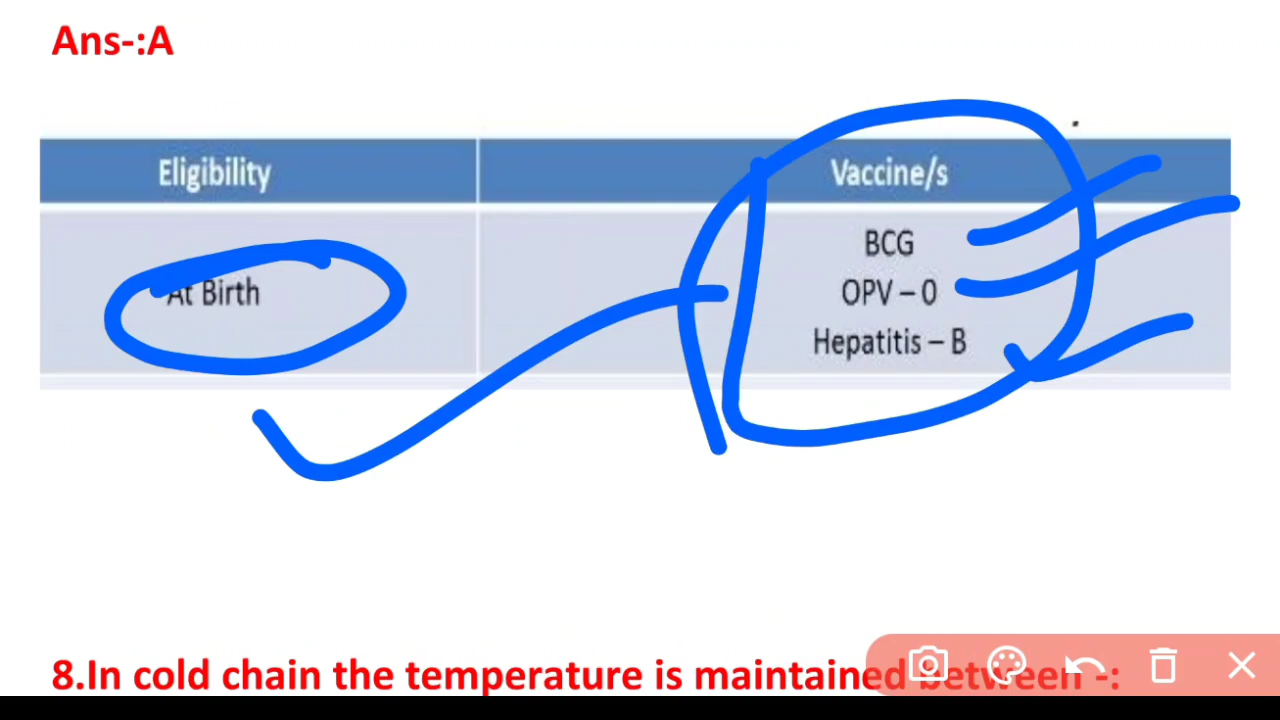 Ans-:A
Eligibility Vaccine/s
BCG
At Birth OPV – 0
Hepatitis – B
8.In cold chain the temperature is maintained between -: